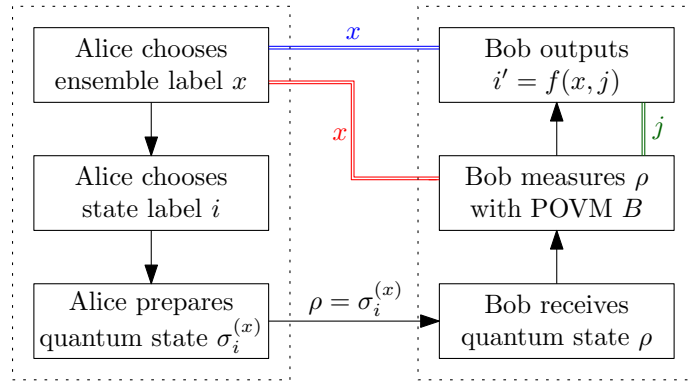 Alice chooses
ensemble label x
x
Bob outputs
i′ = f(x, j)
x
j
Alice chooses
state label i
Bob measures ρ
with POVM B
Alice prepares
quantum state σ_i^(x)
ρ = σ_i^(x)
Bob receives
quantum state ρ